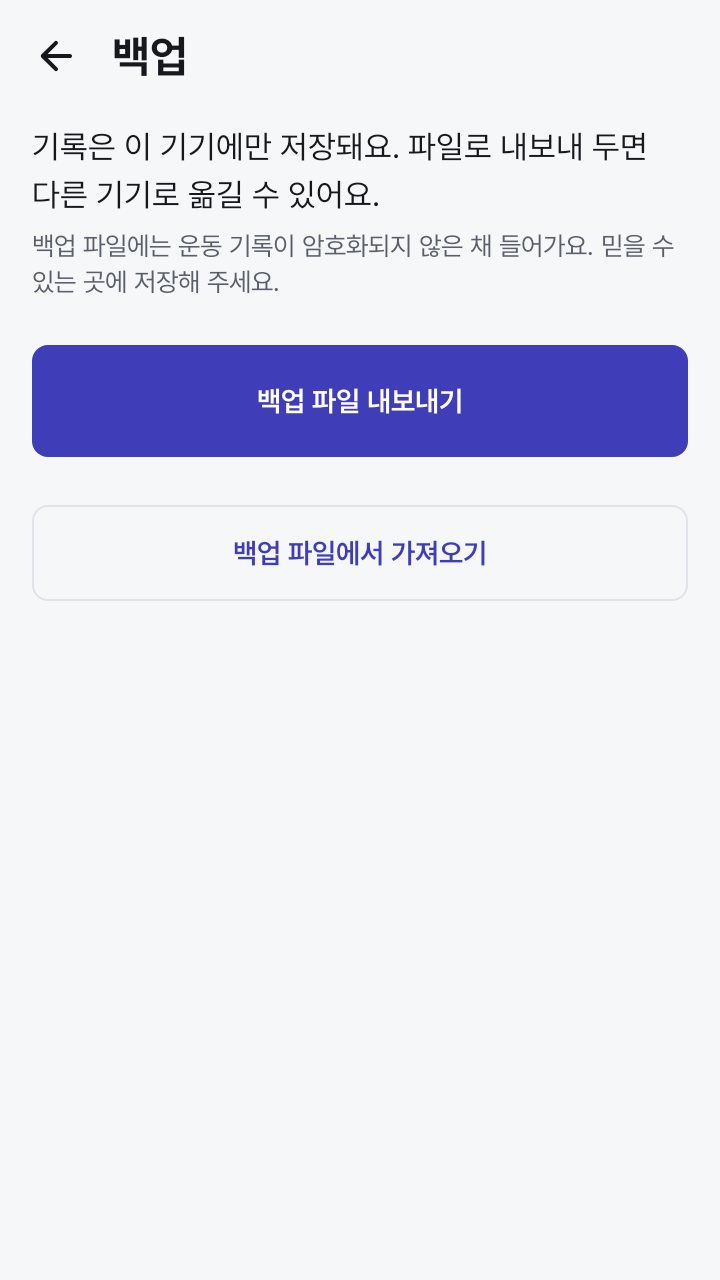 백업
기록은 이 기기에만 저장돼요. 파일로 내보내 두면
다른 기기로 옮길 수 있어요.
백업 파일에는 운동 기록이 암호화되지 않은 채 들어가요. 믿을 수
있는 곳에 저장해 주세요.
백업 파일 내보내기
백업 파일에서 가져오기